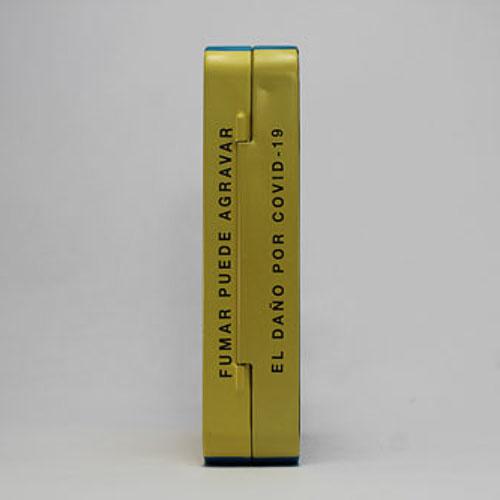 FUMAR PUEDE AGRAVAR
EL DAÑO POR COVID-19